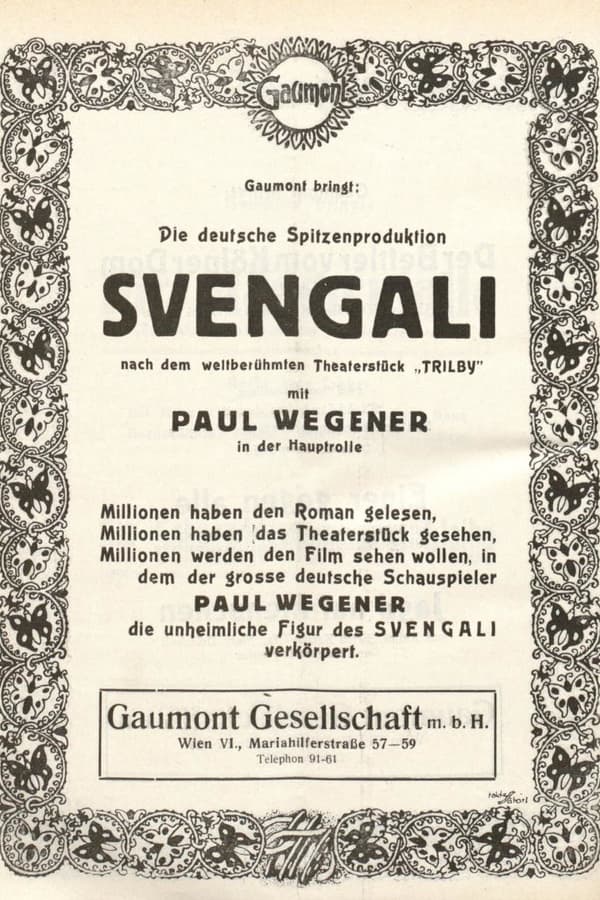 Gaumont
Gaumont bringt:
Die deutsche Spitzenproduktion
SVENGALI
nach dem weltberühmten Theaterstück „TRILBY"
mit
PAUL WEGENER
in der Hauptrolle
Millionen haben den Roman gelesen,
Millionen haben das Theaterstück gesehen,
Millionen werden den Film sehen wollen, in
dem der grosse deutsche Schauspieler
PAUL WEGENER
die unheimliche Figur des SVENGALI
verkörpert.
Gaumont Gesellschaft m. b. H.
Wien VI., Mariahilferstraße 57—59
Telephon 91-61